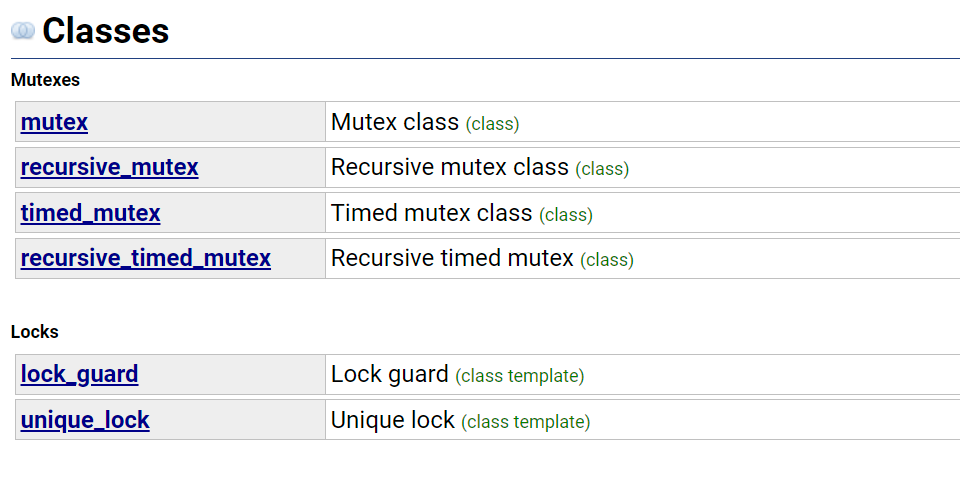 Classes
Mutexes
mutex Mutex class (class)
recursive_mutex Recursive mutex class (class)
timed_mutex Timed mutex class (class)
recursive_timed_mutex Recursive timed mutex (class)
Locks
lock_guard Lock guard (class template)
unique_lock Unique lock (class template)